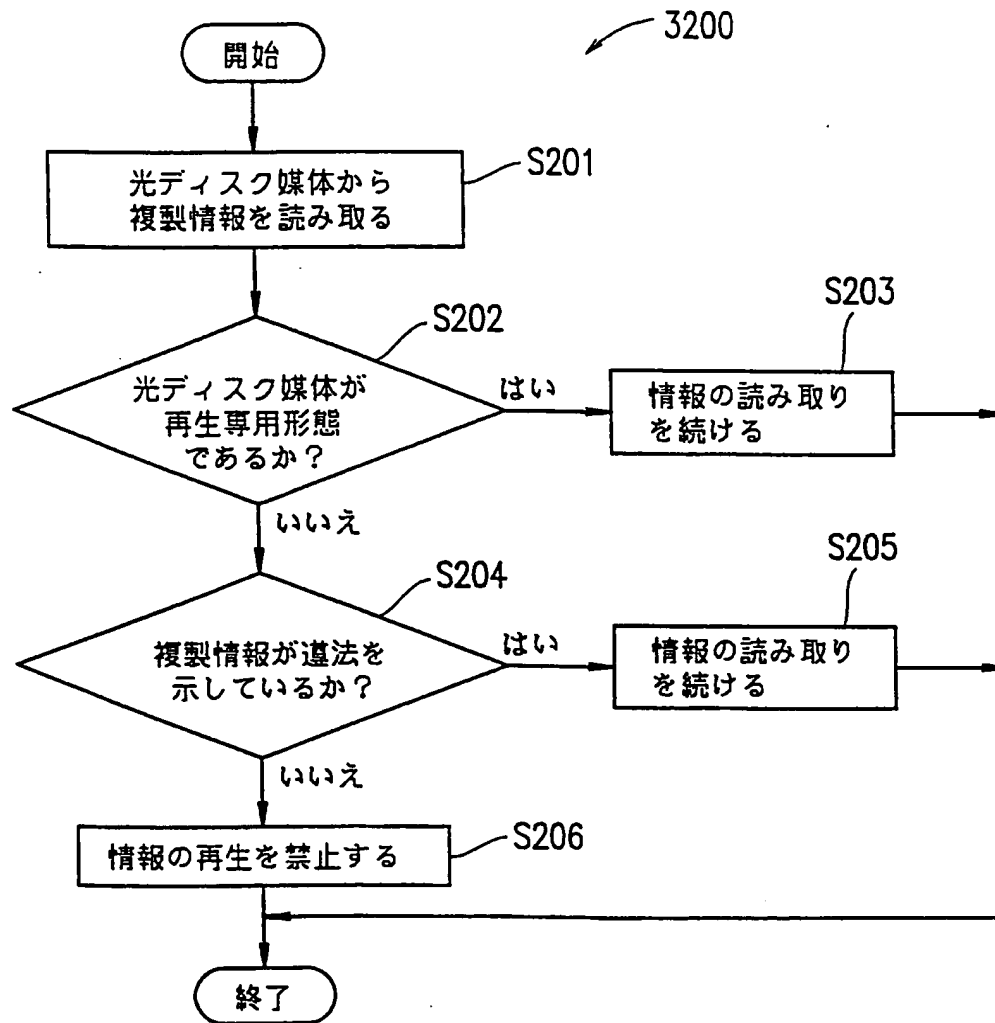 3200
開始
S201
光ディスク媒体から
複製情報を読み取る
S202
光ディスク媒体が
再生専用形態
であるか?
はい
S203
情報の読み取り
を続ける
いいえ
S204
複製情報が遵法を
示しているか?
はい
S205
情報の読み取り
を続ける
いいえ
S206
情報の再生を禁止する
終了